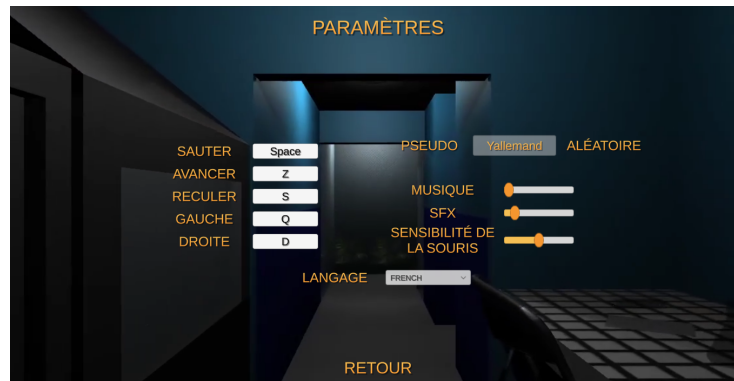 PARAMÈTRES
SAUTER Space
AVANCER Z
RECULER S
GAUCHE Q
DROITE D
PSEUDO Yallemand ALÉATOIRE
MUSIQUE
SFX
SENSIBILITÉ DE
LA SOURIS
LANGAGE FRENCH
RETOUR